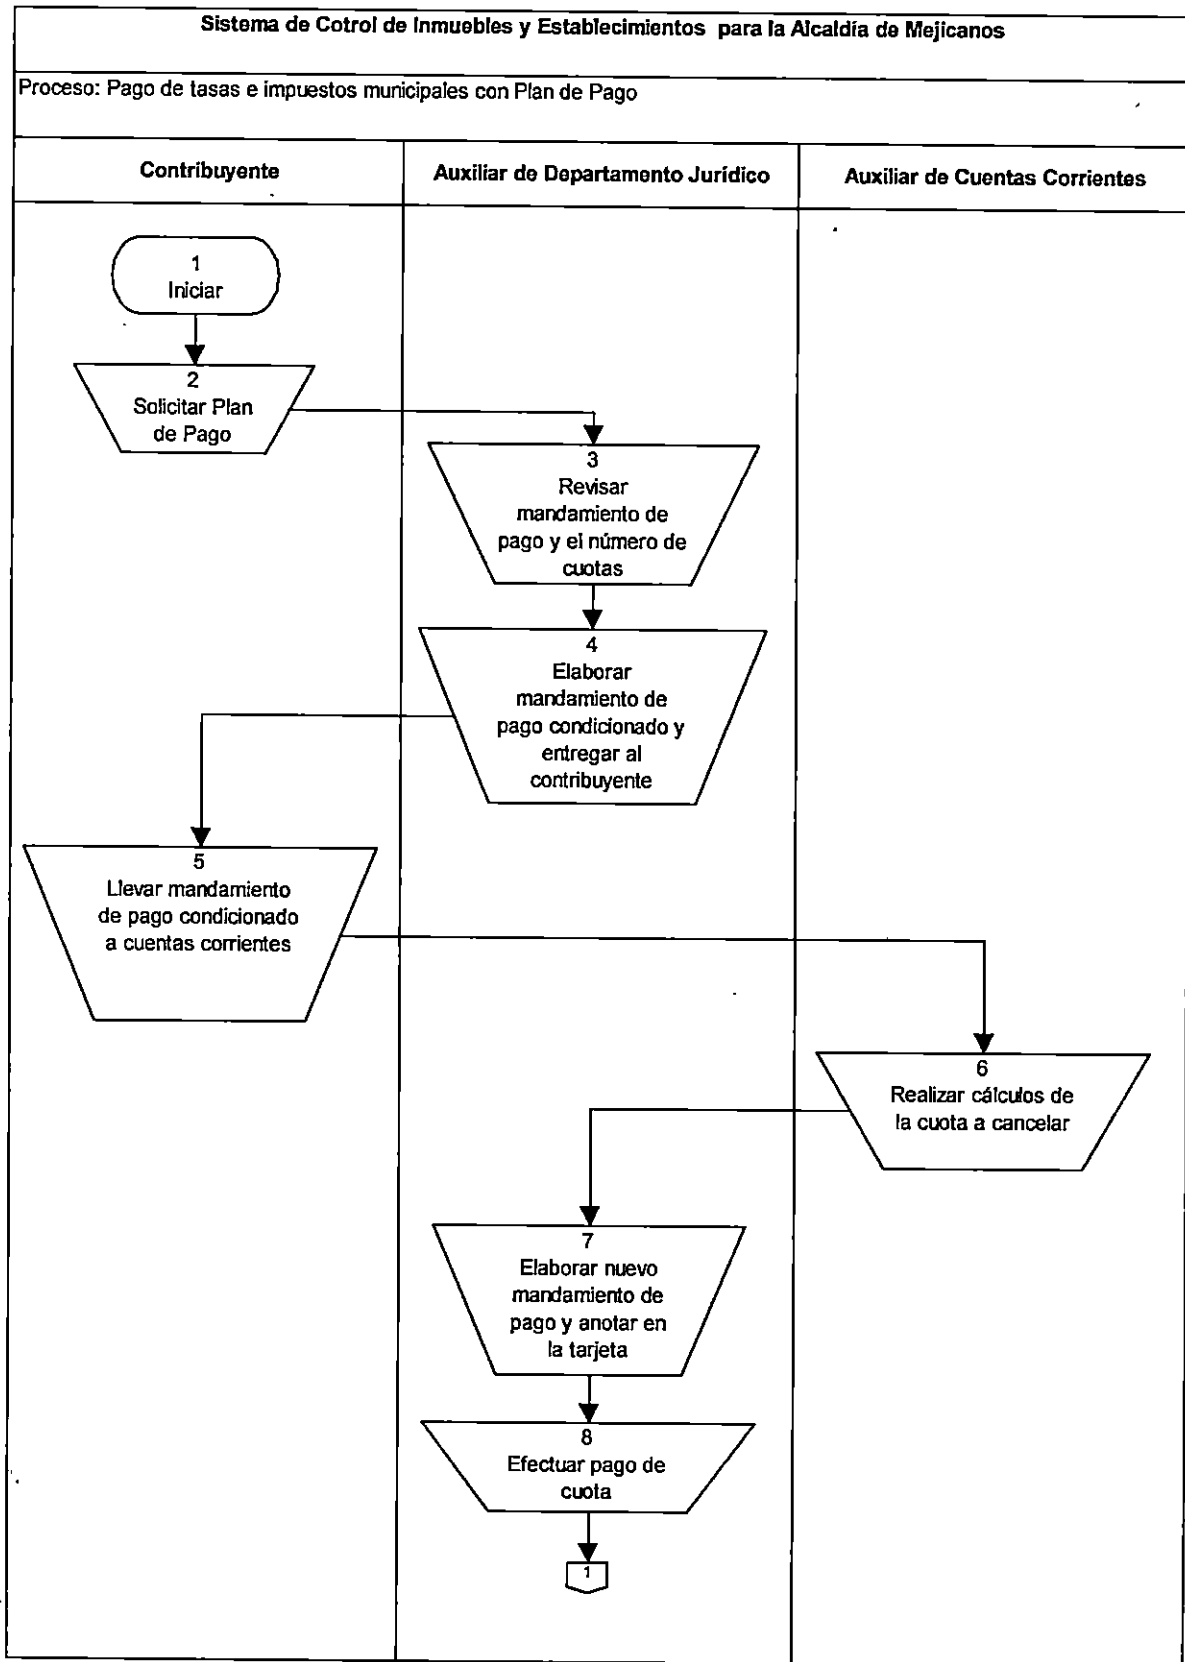 Sistema de Cotrol de Inmuebles y Establecimientos para la Alcaldía de Mejicanos
Proceso: Pago de tasas e impuestos municipales con Plan de Pago
Contribuyente
Auxiliar de Departamento Jurídico
Auxiliar de Cuentas Corrientes
1
Iniciar
2
Solicitar Plan
de Pago
3
Revisar
mandamiento de
pago y el número de
cuotas
4
Elaborar
mandamiento de
pago condicionado y
entregar al
contribuyente
5
Llevar mandamiento
de pago condicionado
a cuentas corrientes
6
Realizar cálculos de
la cuota a cancelar
7
Elaborar nuevo
mandamiento de
pago y anotar en
la tarjeta
8
Efectuar pago de
cuota
1